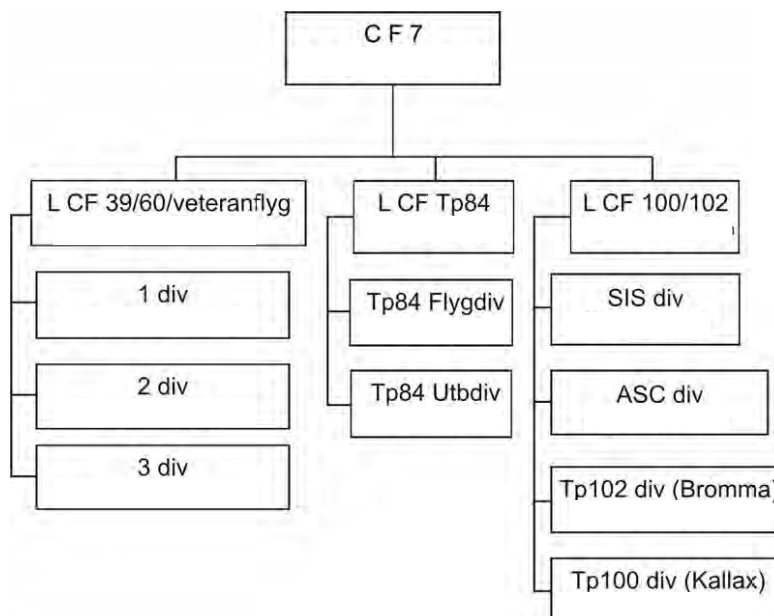 C F 7
L CF 39/60/veteranflyg
L CF Tp84
L CF 100/102
1 div
2 div
3 div
Tp84 Flygdiv
Tp84 Utbdiv
SIS div
ASC div
Tp102 div (Bromma)
Tp100 div (Kallax)